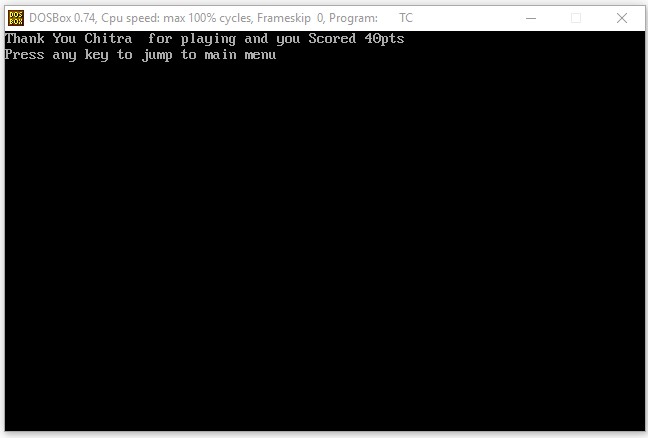 DOSBox 0.74, Cpu speed: max 100% cycles, Frameskip 0, Program: TC
Thank You Chitra  for playing and you Scored 40pts
Press any key to jump to main menu